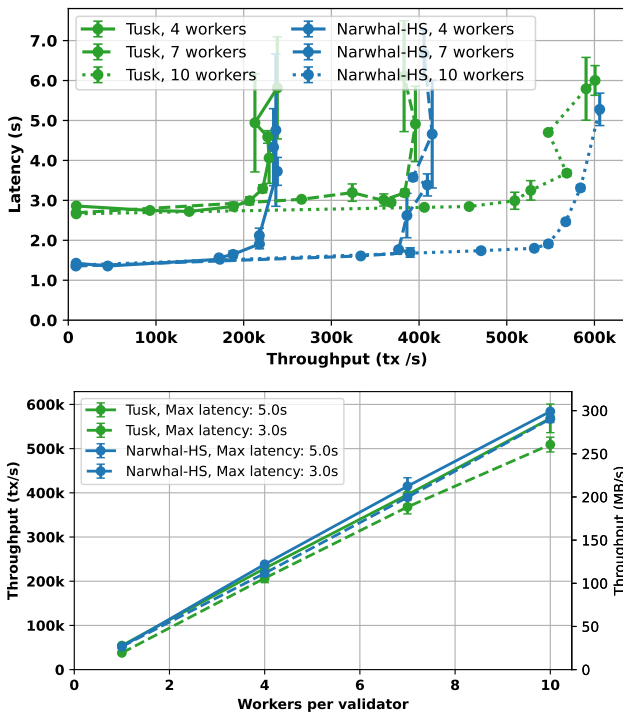 7.0
6.0
5.0
4.0
3.0
2.0
1.0
0.0
Latency (s)
Tusk, 4 workers
Tusk, 7 workers
Tusk, 10 workers
Narwhal-HS, 4 workers
Narwhal-HS, 7 workers
Narwhal-HS, 10 workers
0 100k 200k 300k 400k 500k 600k
Throughput (tx /s)
600k
500k
400k
300k
200k
100k
0
Throughput (tx/s)
Tusk, Max latency: 5.0s
Tusk, Max latency: 3.0s
Narwhal-HS, Max latency: 5.0s
Narwhal-HS, Max latency: 3.0s
300
250
200
150
100
50
0
Throughput (MB/s)
0 2 4 6 8 10
Workers per validator